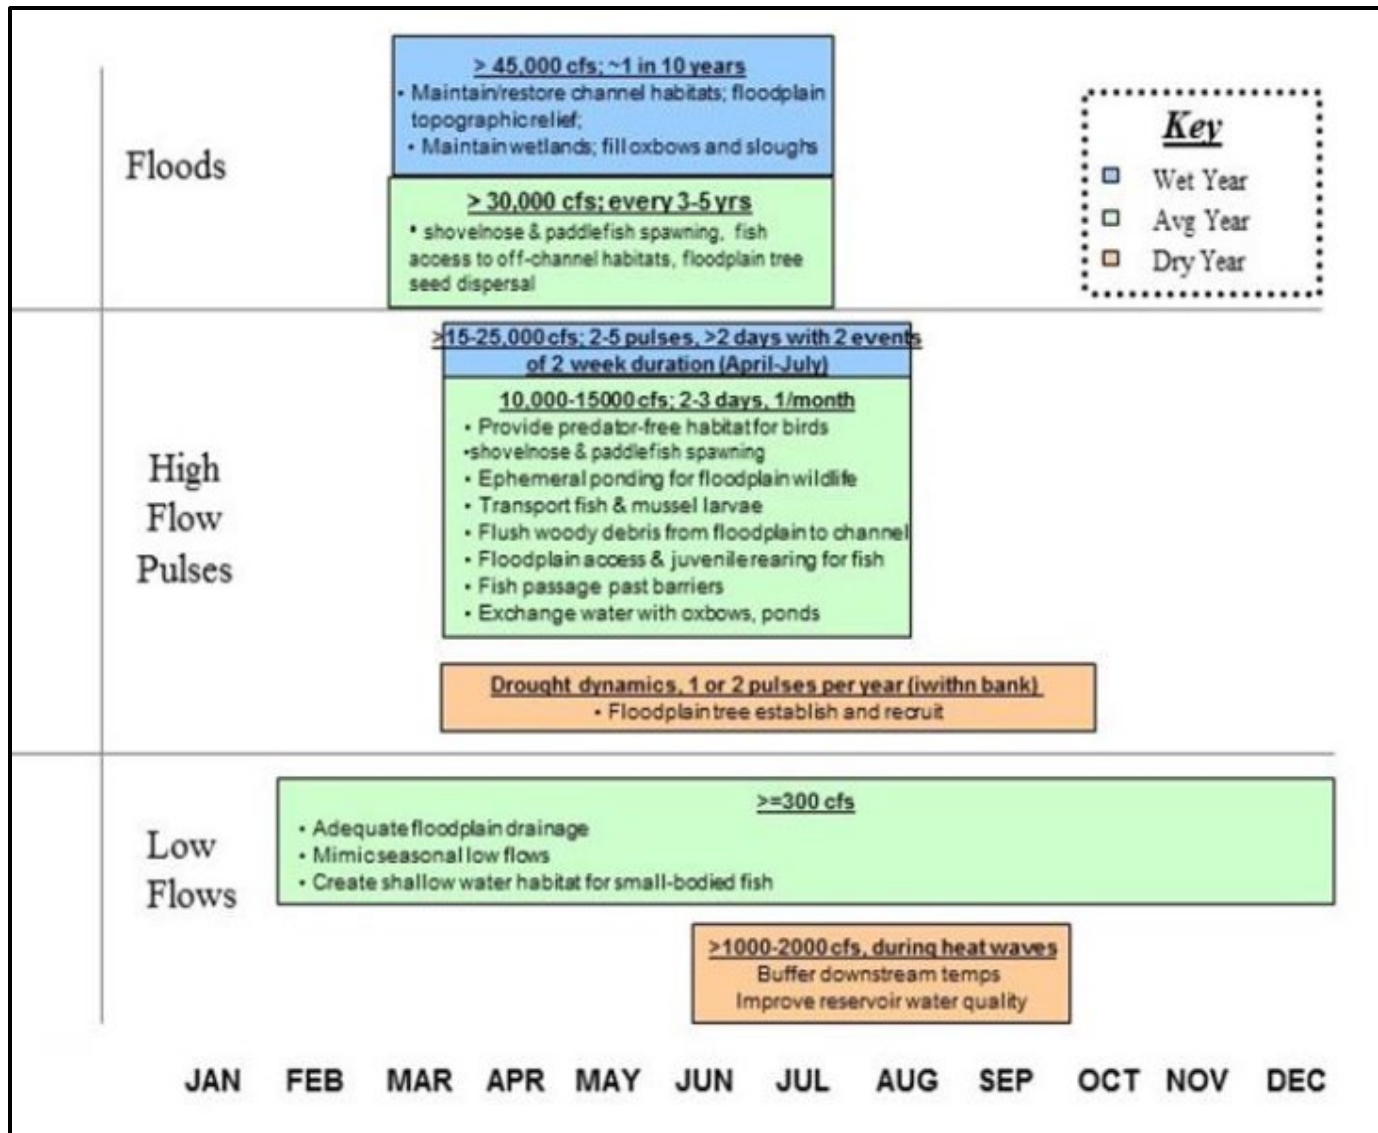 > 45,000 cfs; ~1 in 10 years
• Maintain/restore channel habitats; floodplain
topographic relief;
• Maintain wetlands; fill oxbows and sloughs
Floods
> 30,000 cfs; every 3-5 yrs
• shovelnose & paddlefish spawning, fish
access to off-channel habitats, floodplain tree
seed dispersal
Key
Wet Year
Avg Year
Dry Year
>15-25,000 cfs; 2-5 pulses, >2 days with 2 events
of 2 week duration (April-July)
10,000-15000 cfs; 2-3 days, 1/month
• Provide predator-free habitat for birds
•shovelnose & paddlefish spawning
• Ephemeral ponding for floodplain wildlife
• Transport fish & mussel larvae
• Flush woody debris from floodplain to channel
• Floodplain access & juvenile rearing for fish
• Fish passage past barriers
• Exchange water with oxbows, ponds
High
Flow
Pulses
Drought dynamics, 1 or 2 pulses per year (iwithn bank)
• Floodplain tree establish and recruit
>=300 cfs
• Adequate floodplain drainage
• Mimic seasonal low flows
• Create shallow water habitat for small-bodied fish
Low
Flows
>1000-2000 cfs, during heat waves
Buffer downstream temps
Improve reservoir water quality
JAN FEB MAR APR MAY JUN JUL AUG SEP OCT NOV DEC